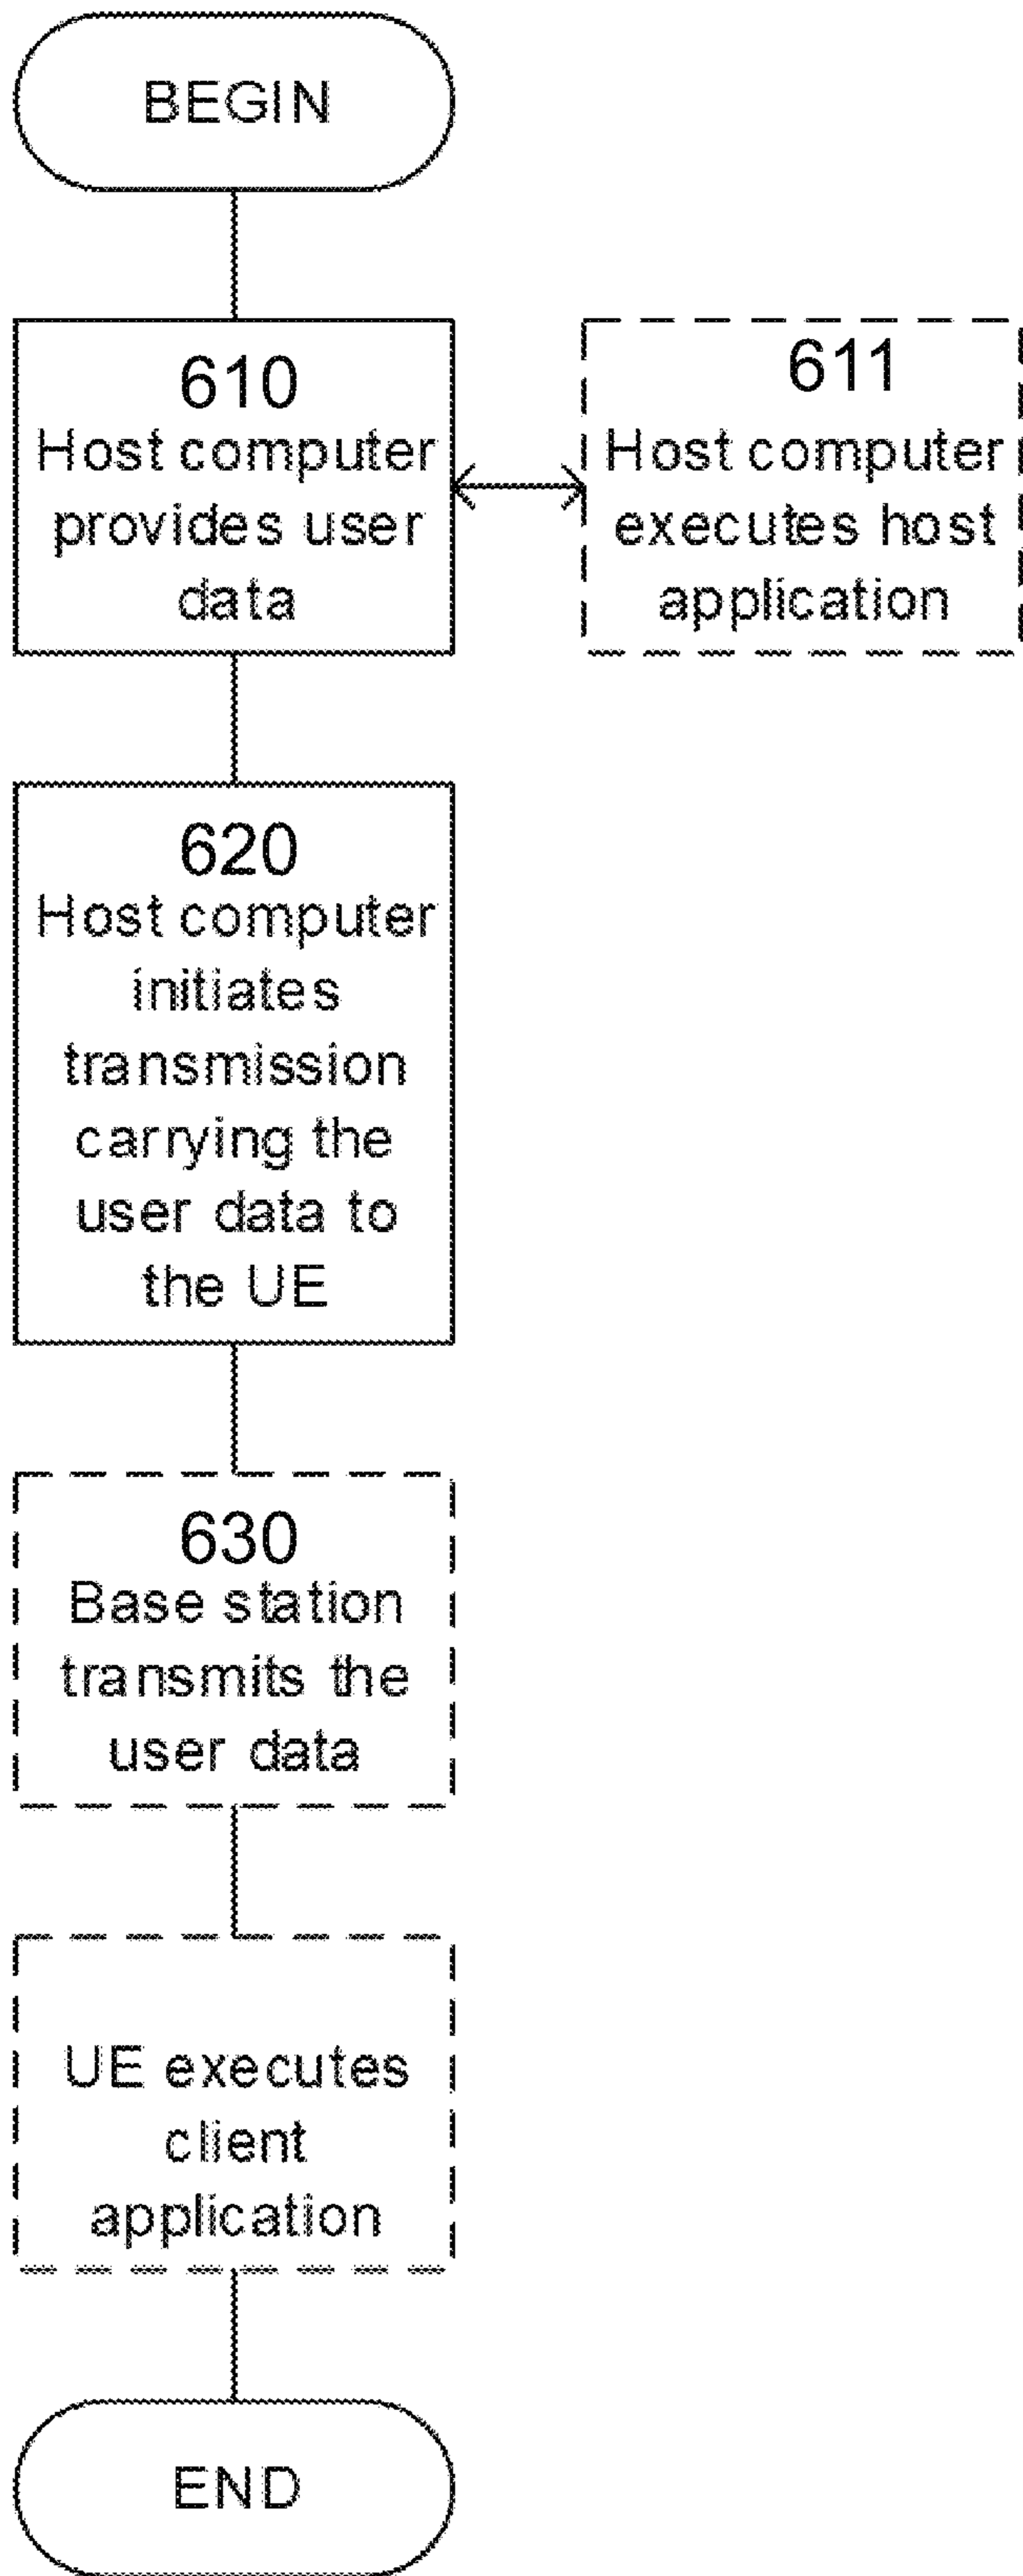 BEGIN
610
Host computer
provides user
data
611
Host computer
executes host
application
620
Host computer
initiates
transmission
carrying the
user data to
the UE
630
Base station
transmits the
user data
UE executes
client
application
END